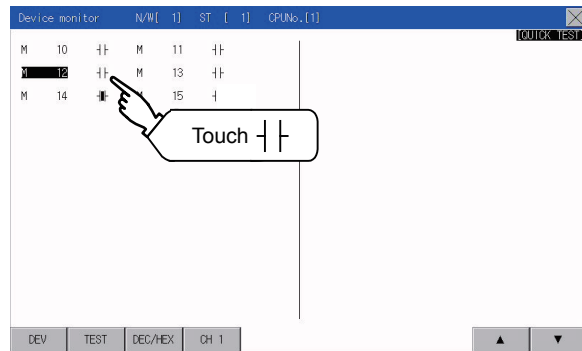 Device monitor N/W[ 1] ST [ 1] CPUNo.[1]
[QUICK TEST]
M 10 M 11
M 12 M 13
M 14 15
Touch
DEV TEST DEC/HEX CH 1 ▲ ▼